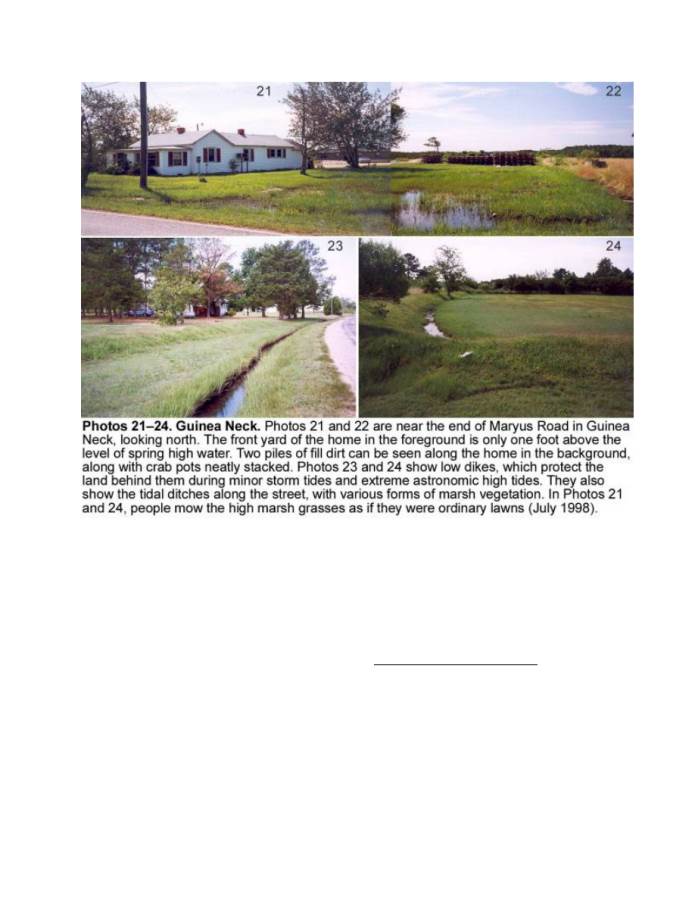 21
22
23
24
Photos 21–24. Guinea Neck. Photos 21 and 22 are near the end of Maryus Road in Guinea
Neck, looking north. The front yard of the home in the foreground is only one foot above the
level of spring high water. Two piles of fill dirt can be seen along the home in the background,
along with crab pots neatly stacked. Photos 23 and 24 show low dikes, which protect the
land behind them during minor storm tides and extreme astronomic high tides. They also
show the tidal ditches along the street, with various forms of marsh vegetation. In Photos 21
and 24, people mow the high marsh grasses as if they were ordinary lawns (July 1998).